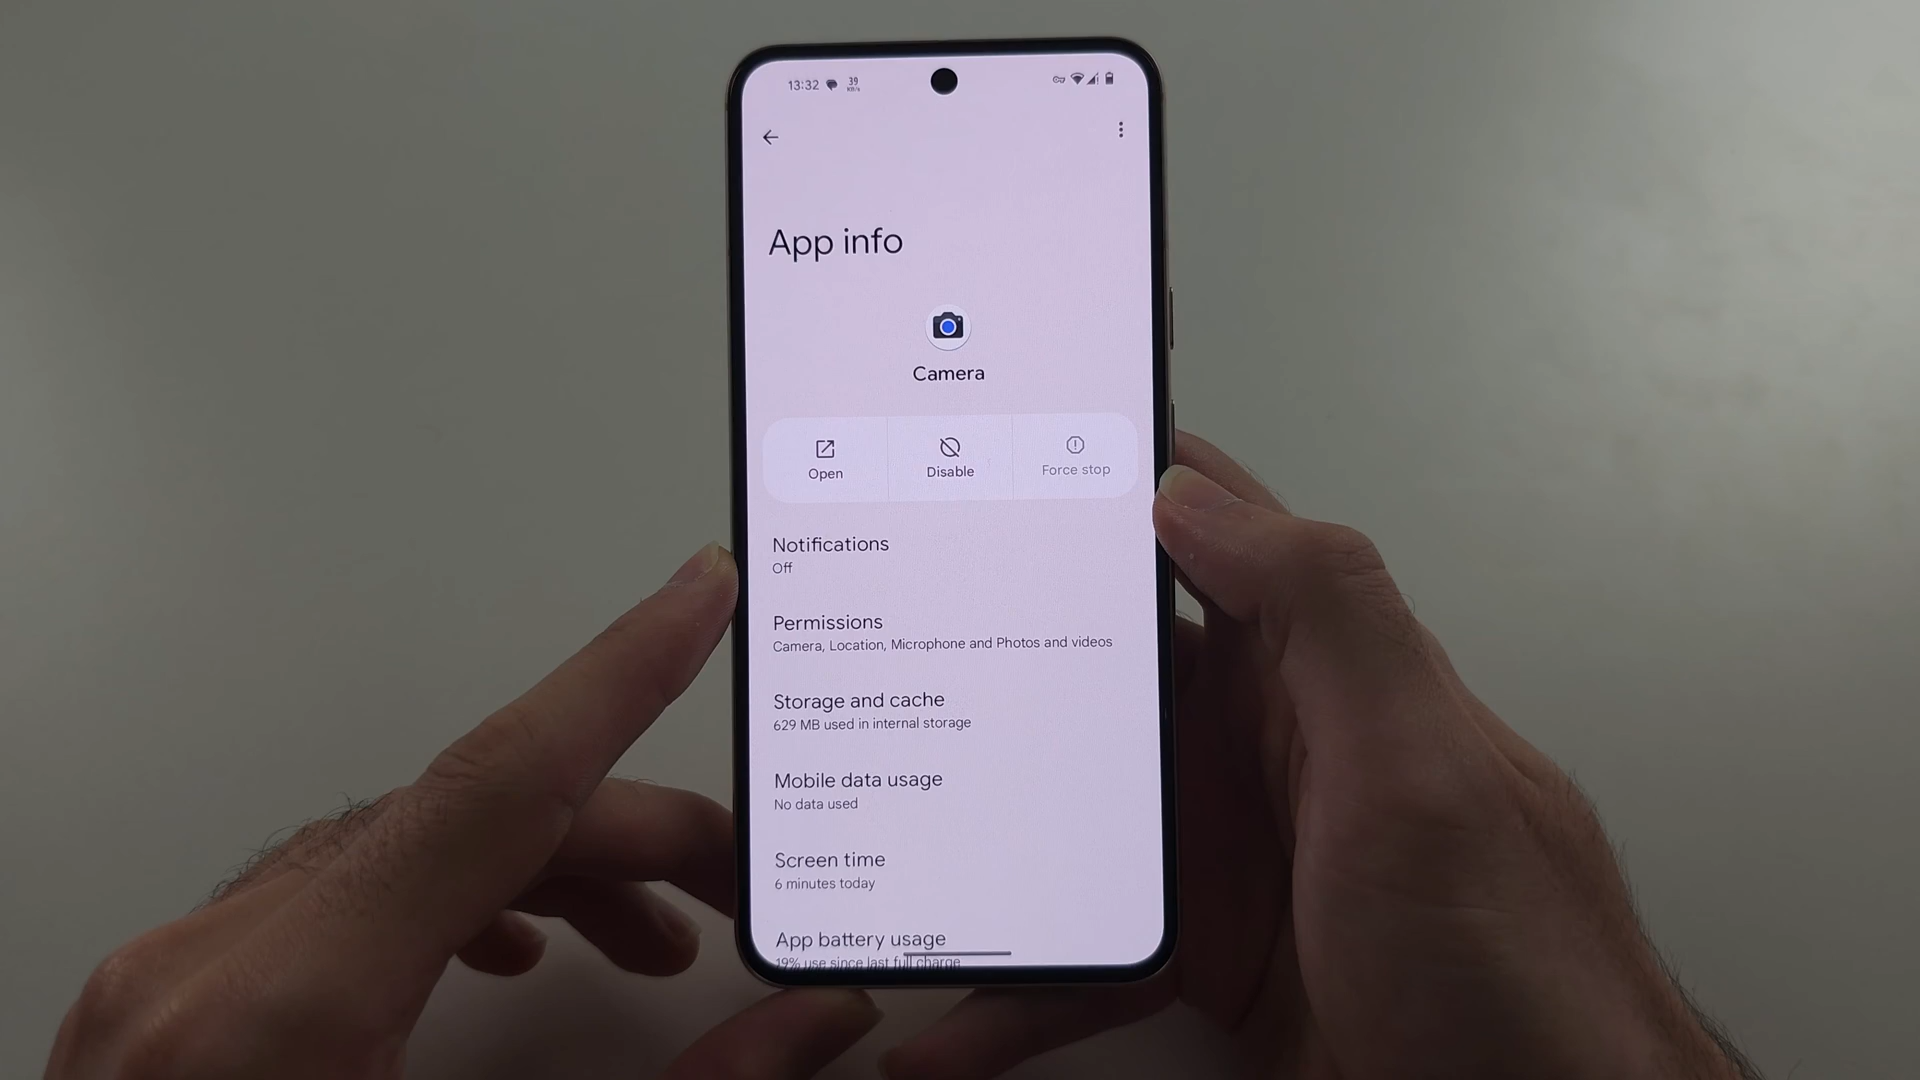 13:32
39
KB/s
App info
Camera
Open
Disable
Force stop
Notifications
Off
Permissions
Camera, Location, Microphone and Photos and videos
Storage and cache
629 MB used in internal storage
Mobile data usage
No data used
Screen time
6 minutes today
App battery usage
19% use since last full charge